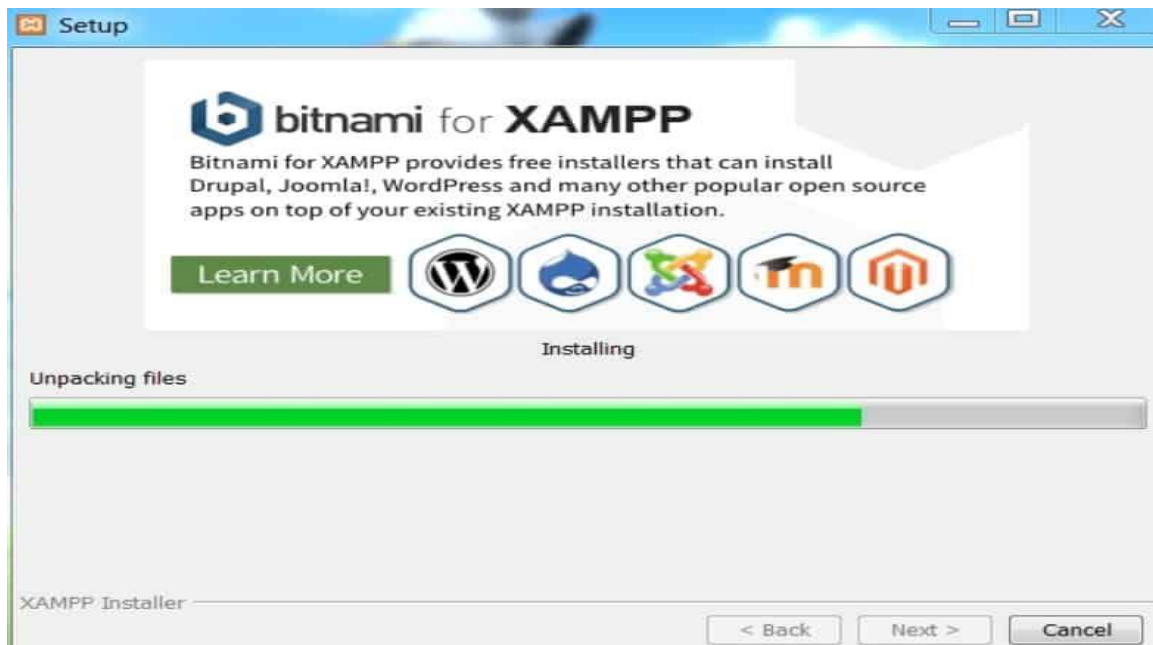 Setup
bitnami for XAMPP
Bitnami for XAMPP provides free installers that can install
Drupal, Joomla!, WordPress and many other popular open source
apps on top of your existing XAMPP installation.
Learn More
Installing
Unpacking files
XAMPP Installer
< Back Next > Cancel